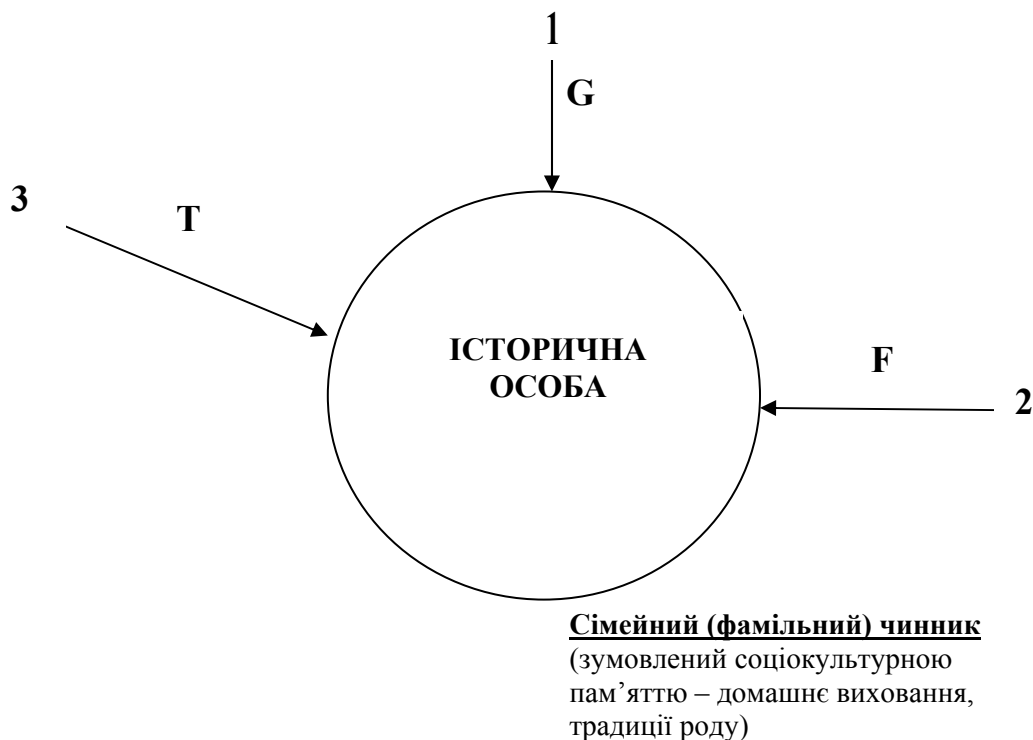 1
G
3
T
ІСТОРИЧНА
ОСОБА
F
2
Сімейний (фамільний) чинник
(зумовлений соціокультурною
пам’яттю – домашнє виховання,
традиції роду)